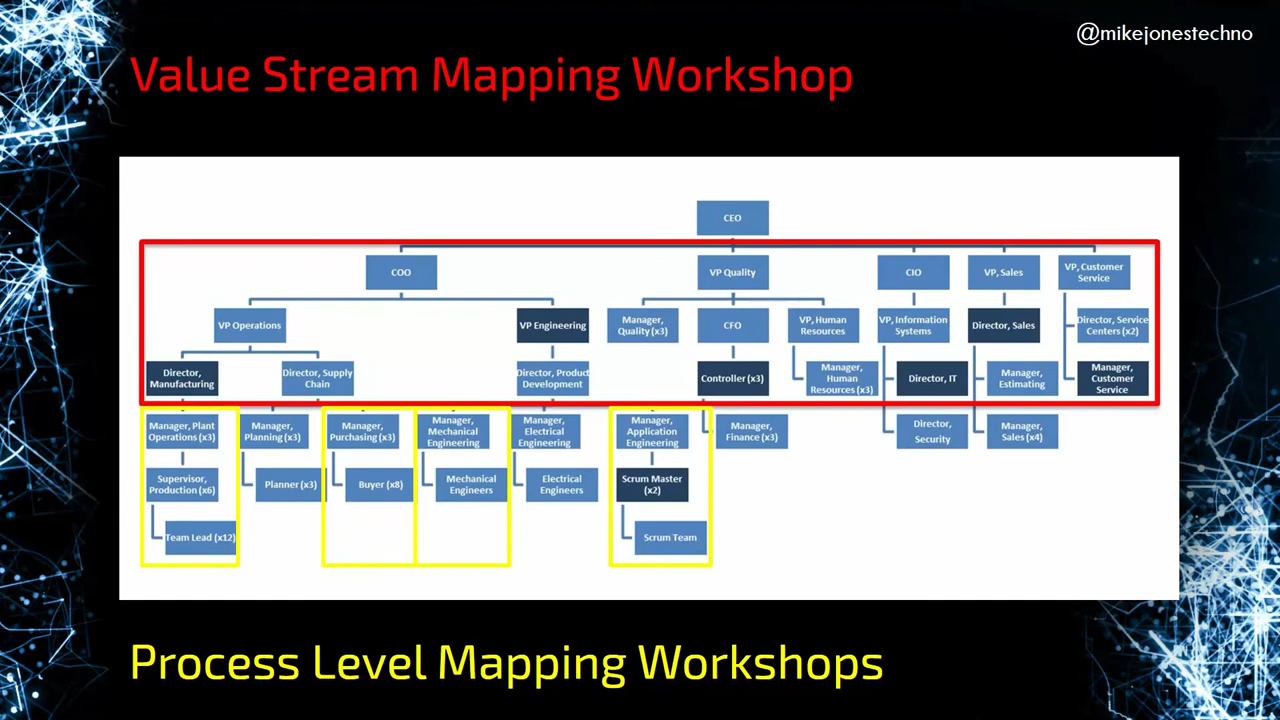 @mikejonestechno
Value Stream Mapping Workshop
CEO
COO
VP Quality
CIO
VP, Sales
VP, Customer
Service
VP Operations
VP Engineering
Manager,
Quality (x3)
CFO
VP, Human
Resources
VP, Information
Systems
Director, Sales
Director, Service
Centers (x2)
Director,
Manufacturing
Director, Supply
Chain
Director, Product
Development
Controller (x3)
Manager,
Human
Resources (x3)
Director, IT
Manager,
Estimating
Manager,
Customer
Service
Manager, Plant
Operations (x3)
Manager,
Planning (x3)
Manager,
Purchasing (x3)
Manager,
Mechanical
Engineering
Manager,
Electrical
Engineering
Manager,
Application
Engineering
Manager,
Finance (x3)
Director,
Security
Manager,
Sales (x4)
Supervisor,
Production (x6)
Planner (x3)
Buyer (x8)
Mechanical
Engineers
Electrical
Engineers
Scrum Master
(x2)
Team Lead (x12)
Scrum Team
Process Level Mapping Workshops